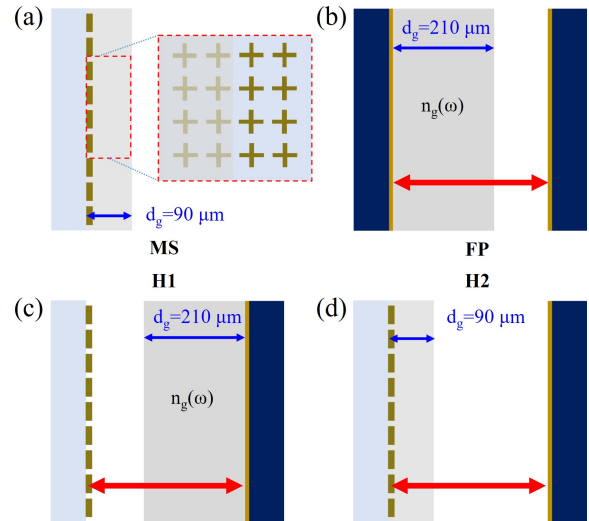 (a)
d_g=90 μm
MS
(b)
d_g=210 μm
n_g(ω)
FP
H1
(c)
d_g=210 μm
n_g(ω)
H2
(d)
d_g=90 μm